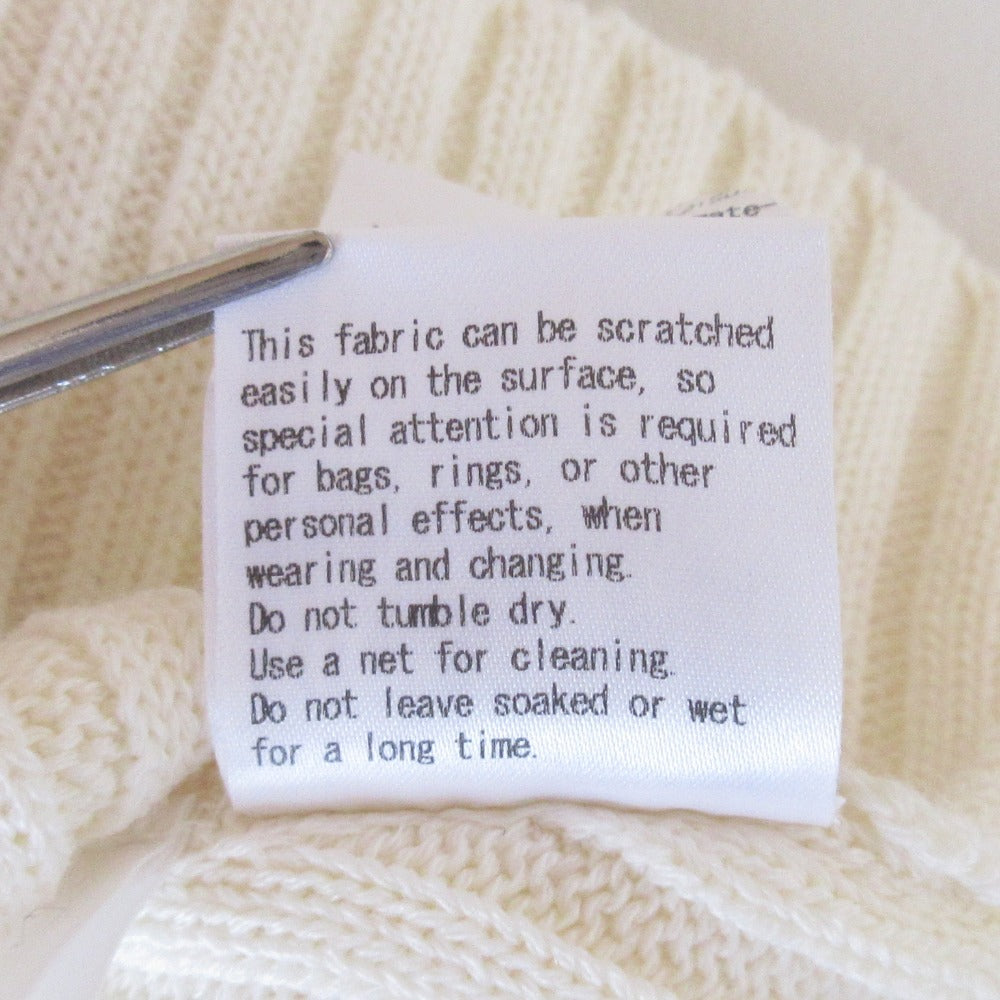 This fabric can be scratched
easily on the surface, so
special attention is required
for bags, rings, or other
personal effects, when
wearing and changing.
Do not tumble dry.
Use a net for cleaning.
Do not leave soaked or wet
for a long time.